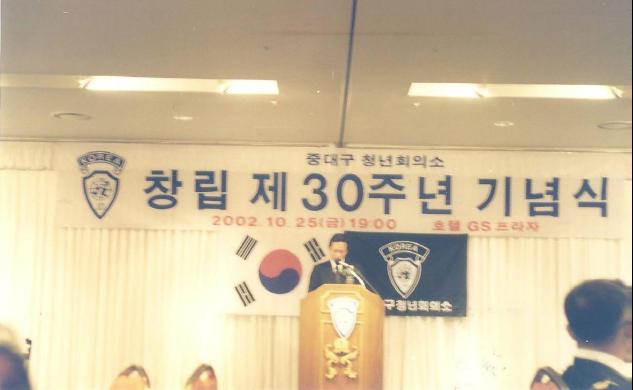 중대구 청년회의소
KOREA
창립 제30주년 기념식
2002.10.25(금)19:00 호텔 GS프라자
KOREA
구청년회의소